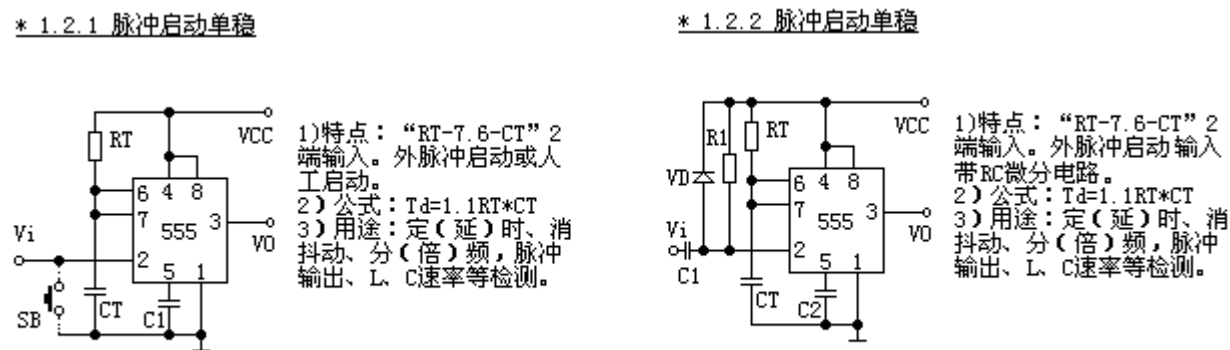 * 1.2.1 脉冲启动单稳
RT
VCC
6 4 8
7
3
555
Vi
VO
2
5 1
SB
CT
C1
1)特点：“RT-7.6-CT”2
端输入。外脉冲启动或人
工启动。
2)公式：Td=1.1RT*CT
3)用途：定(延)时、消
抖动、分(倍)频，脉冲
输出、L、C速率等检测。
* 1.2.2 脉冲启动单稳
R1
RT
VCC
VD
6 4 8
7
3
555
Vi
VO
2
5 1
C1
CT
C2
1)特点：“RT-7.6-CT”2
端输入。外脉冲启动输入
带RC微分电路。
2)公式：Td=1.1RT*CT
3)用途：定(延)时、消
抖动、分(倍)频，脉冲
输出、L、C速率等检测。